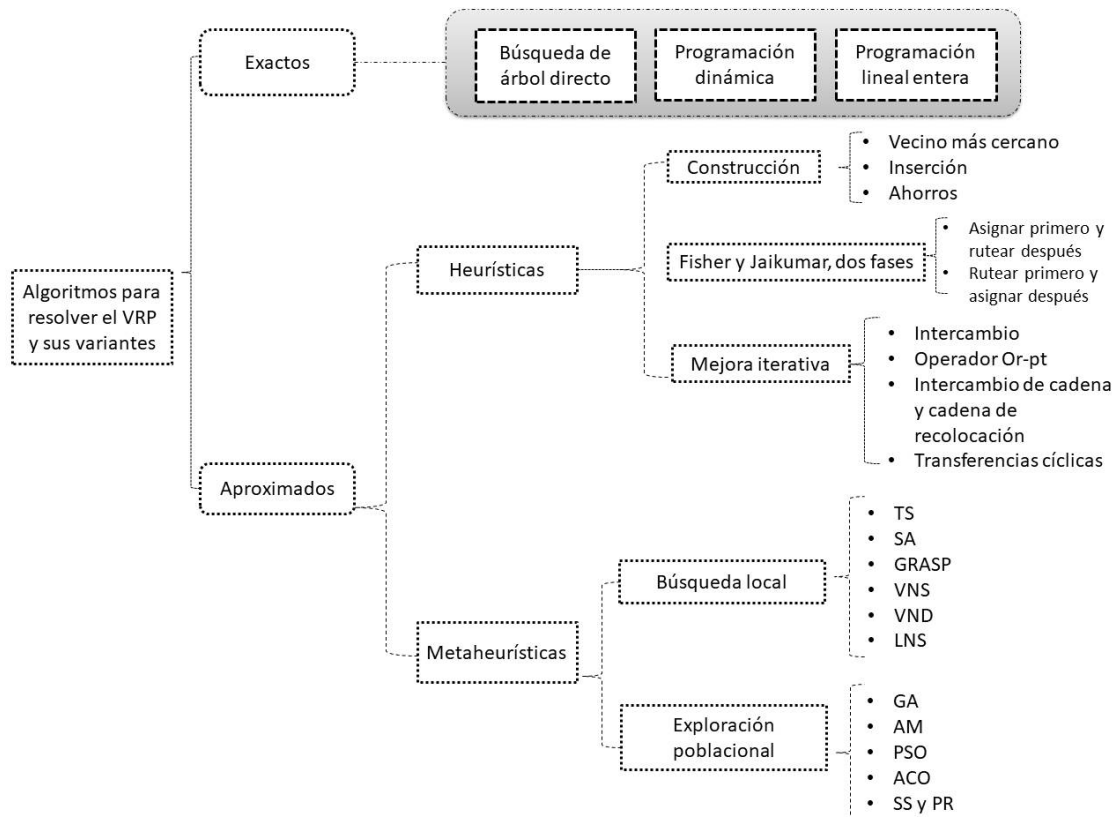 Algoritmos para
resolver el VRP
y sus variantes
Exactos
Búsqueda de
árbol directo
Programación
dinámica
Programación
lineal entera
Aproximados
Heurísticas
Construcción
• Vecino más cercano
• Inserción
• Ahorros
Fisher y Jaikumar, dos fases
• Asignar primero y
rutear después
• Rutear primero y
asignar después
Mejora iterativa
• Intercambio
• Operador Or-pt
• Intercambio de cadena
y cadena de
recolocación
• Transferencias cíclicas
Metaheurísticas
Búsqueda local
• TS
• SA
• GRASP
• VNS
• VND
• LNS
Exploración
poblacional
• GA
• AM
• PSO
• ACO
• SS y PR